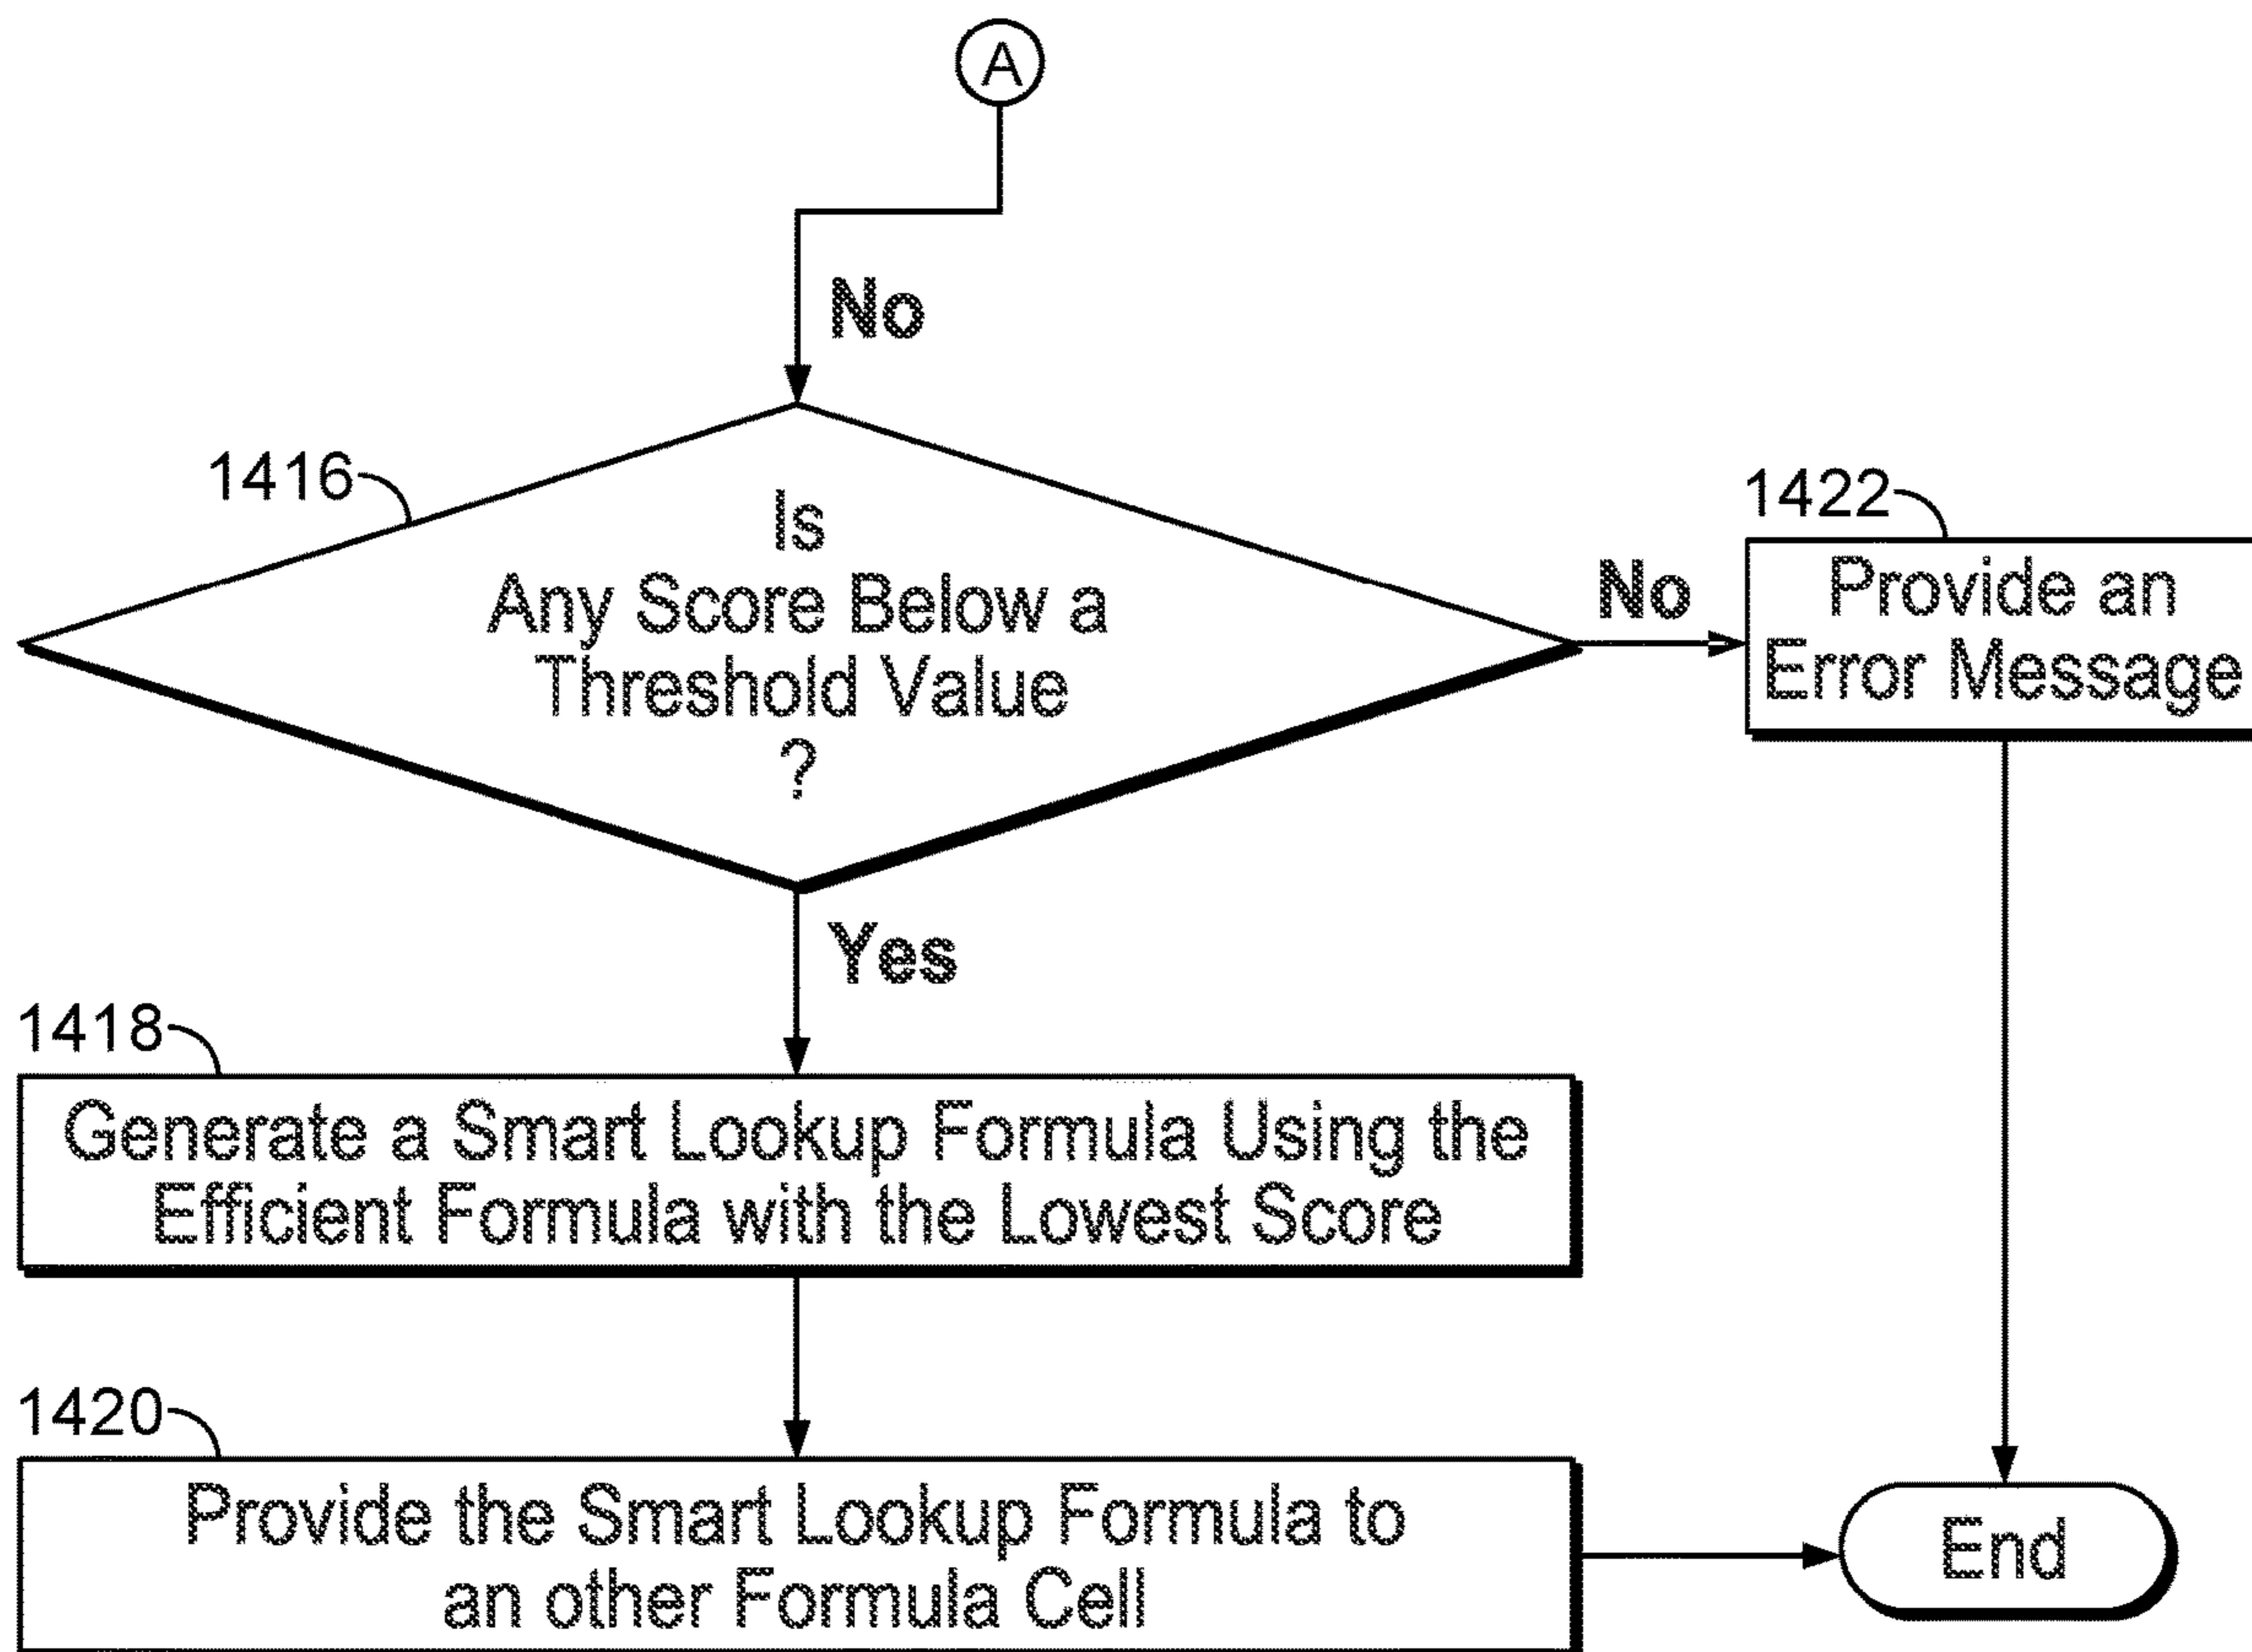 A
No
1416
Is
Any Score Below a
Threshold Value
?
No
1422
Provide an
Error Message
Yes
1418
Generate a Smart Lookup Formula Using the
Efficient Formula with the Lowest Score
1420
Provide the Smart Lookup Formula to
an other Formula Cell
End